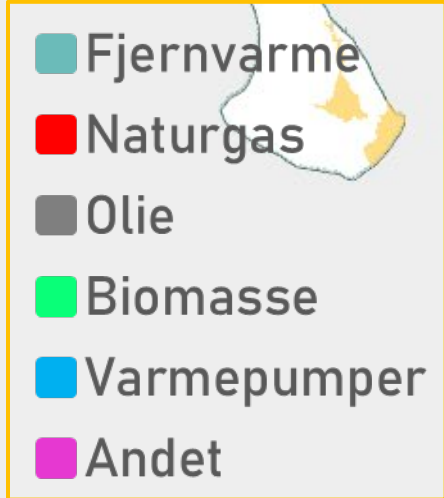 Fjernvarme
Naturgas
Olie
Biomasse
Varmepumper
Andet